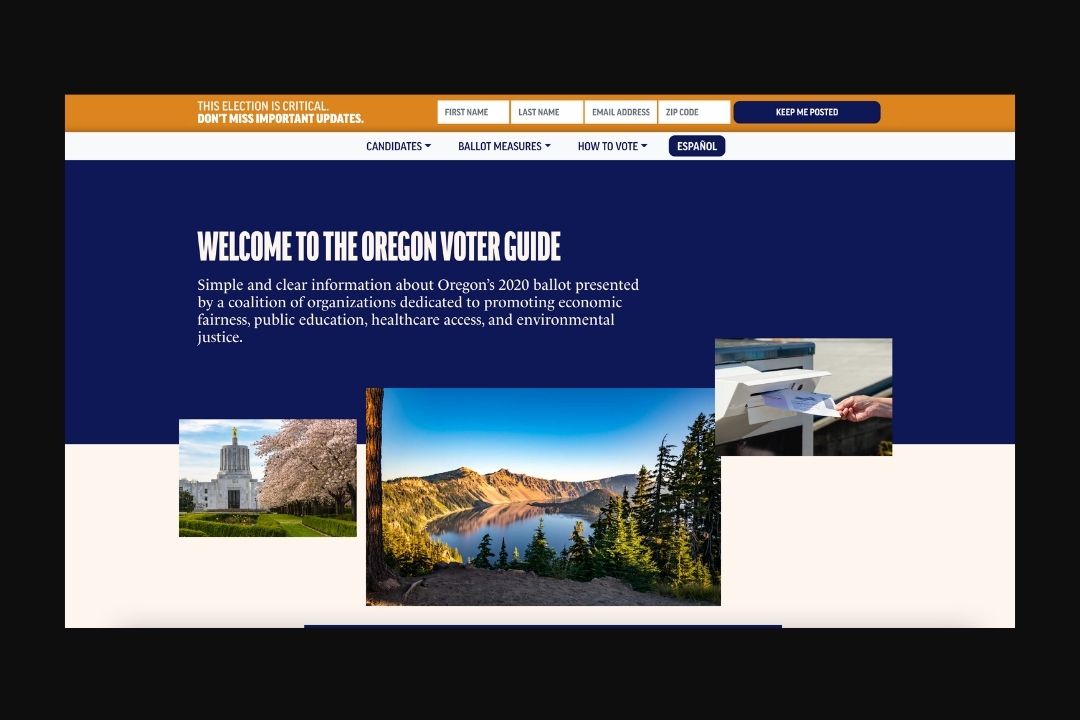 THIS ELECTION IS CRITICAL.
DON'T MISS IMPORTANT UPDATES.
FIRST NAME
LAST NAME
EMAIL ADDRESS
ZIP CODE
KEEP ME POSTED
CANDIDATES
BALLOT MEASURES
HOW TO VOTE
ESPAÑOL
WELCOME TO THE OREGON VOTER GUIDE
Simple and clear information about Oregon's 2020 ballot presented
by a coalition of organizations dedicated to promoting economic
fairness, public education, healthcare access, and environmental
justice.